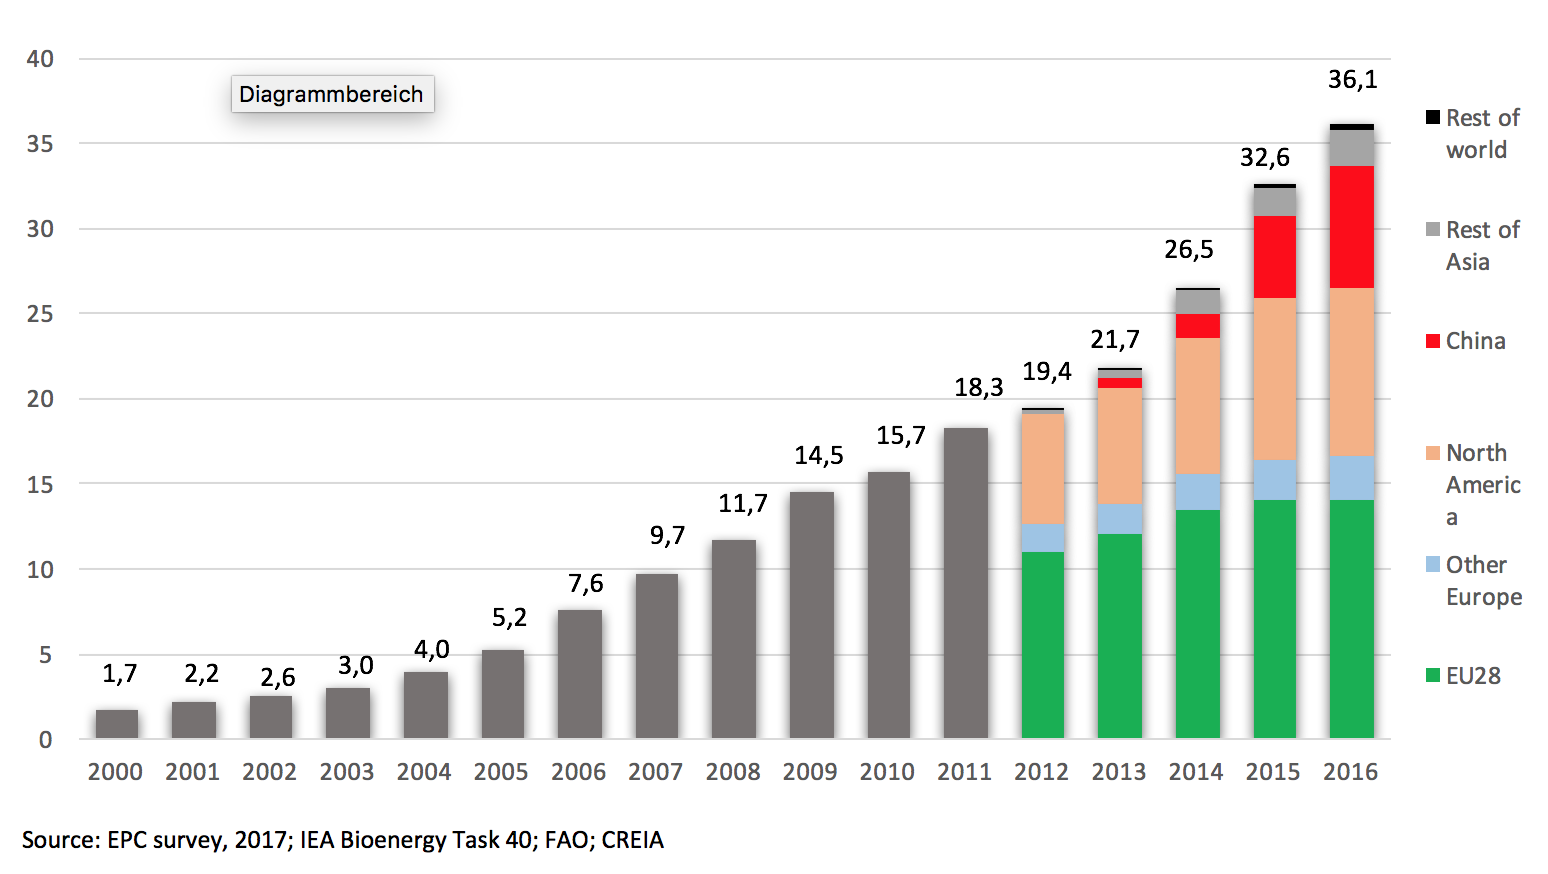 40
35
30
25
20
15
10
5
0
Diagrammbereich
1,7
2,2
2,6
3,0
4,0
5,2
7,6
9,7
11,7
14,5
15,7
18,3
19,4
21,7
26,5
32,6
36,1
2000 2001 2002 2003 2004 2005 2006 2007 2008 2009 2010 2011 2012 2013 2014 2015 2016
Rest of
world
Rest of
Asia
China
North
Americ
a
Other
Europe
EU28
Source: EPC survey, 2017; IEA Bioenergy Task 40; FAO; CREIA